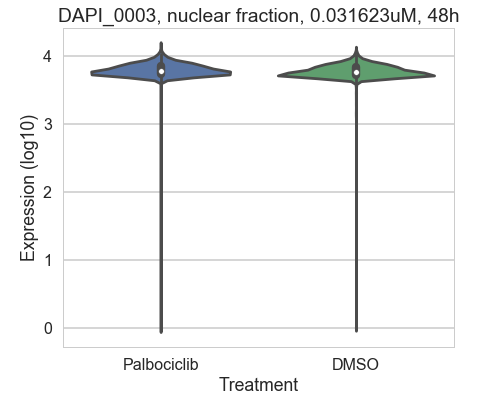 DAPI_0003, nuclear fraction, 0.031623uM, 48h
4
3
2
1
0
Expression (log10)
Palbociclib DMSO
Treatment